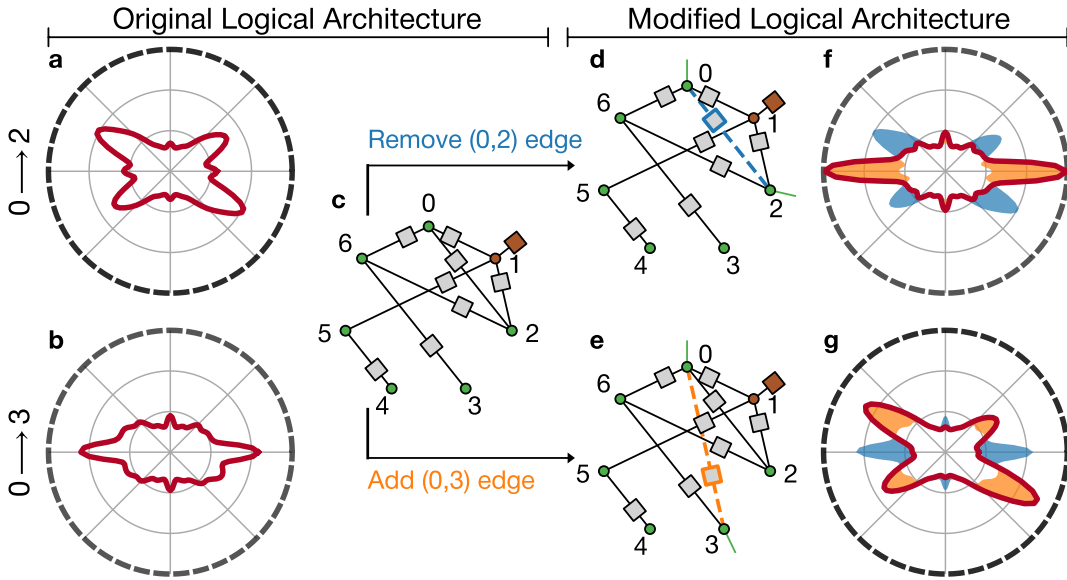 Original Logical Architecture
Modified Logical Architecture
a
0 → 2
b
0 → 3
c
0
6
1
5
2
4
3
Remove (0,2) edge
Add (0,3) edge
d
0
6
1
5
2
4
3
e
0
6
1
5
2
4
3
f
g